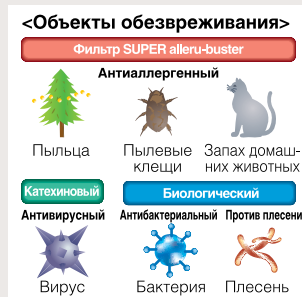 <Объекты обезвреживания>
Фильтр SUPER alleru-buster
Антиаллергенный
Пыльца
Пылевые
клещи
Запах домаш-
них животных
Катехиновый
Биологический
Антивирусный
Антибактериальный
Против плесени
Вирус
Бактерия
Плесень